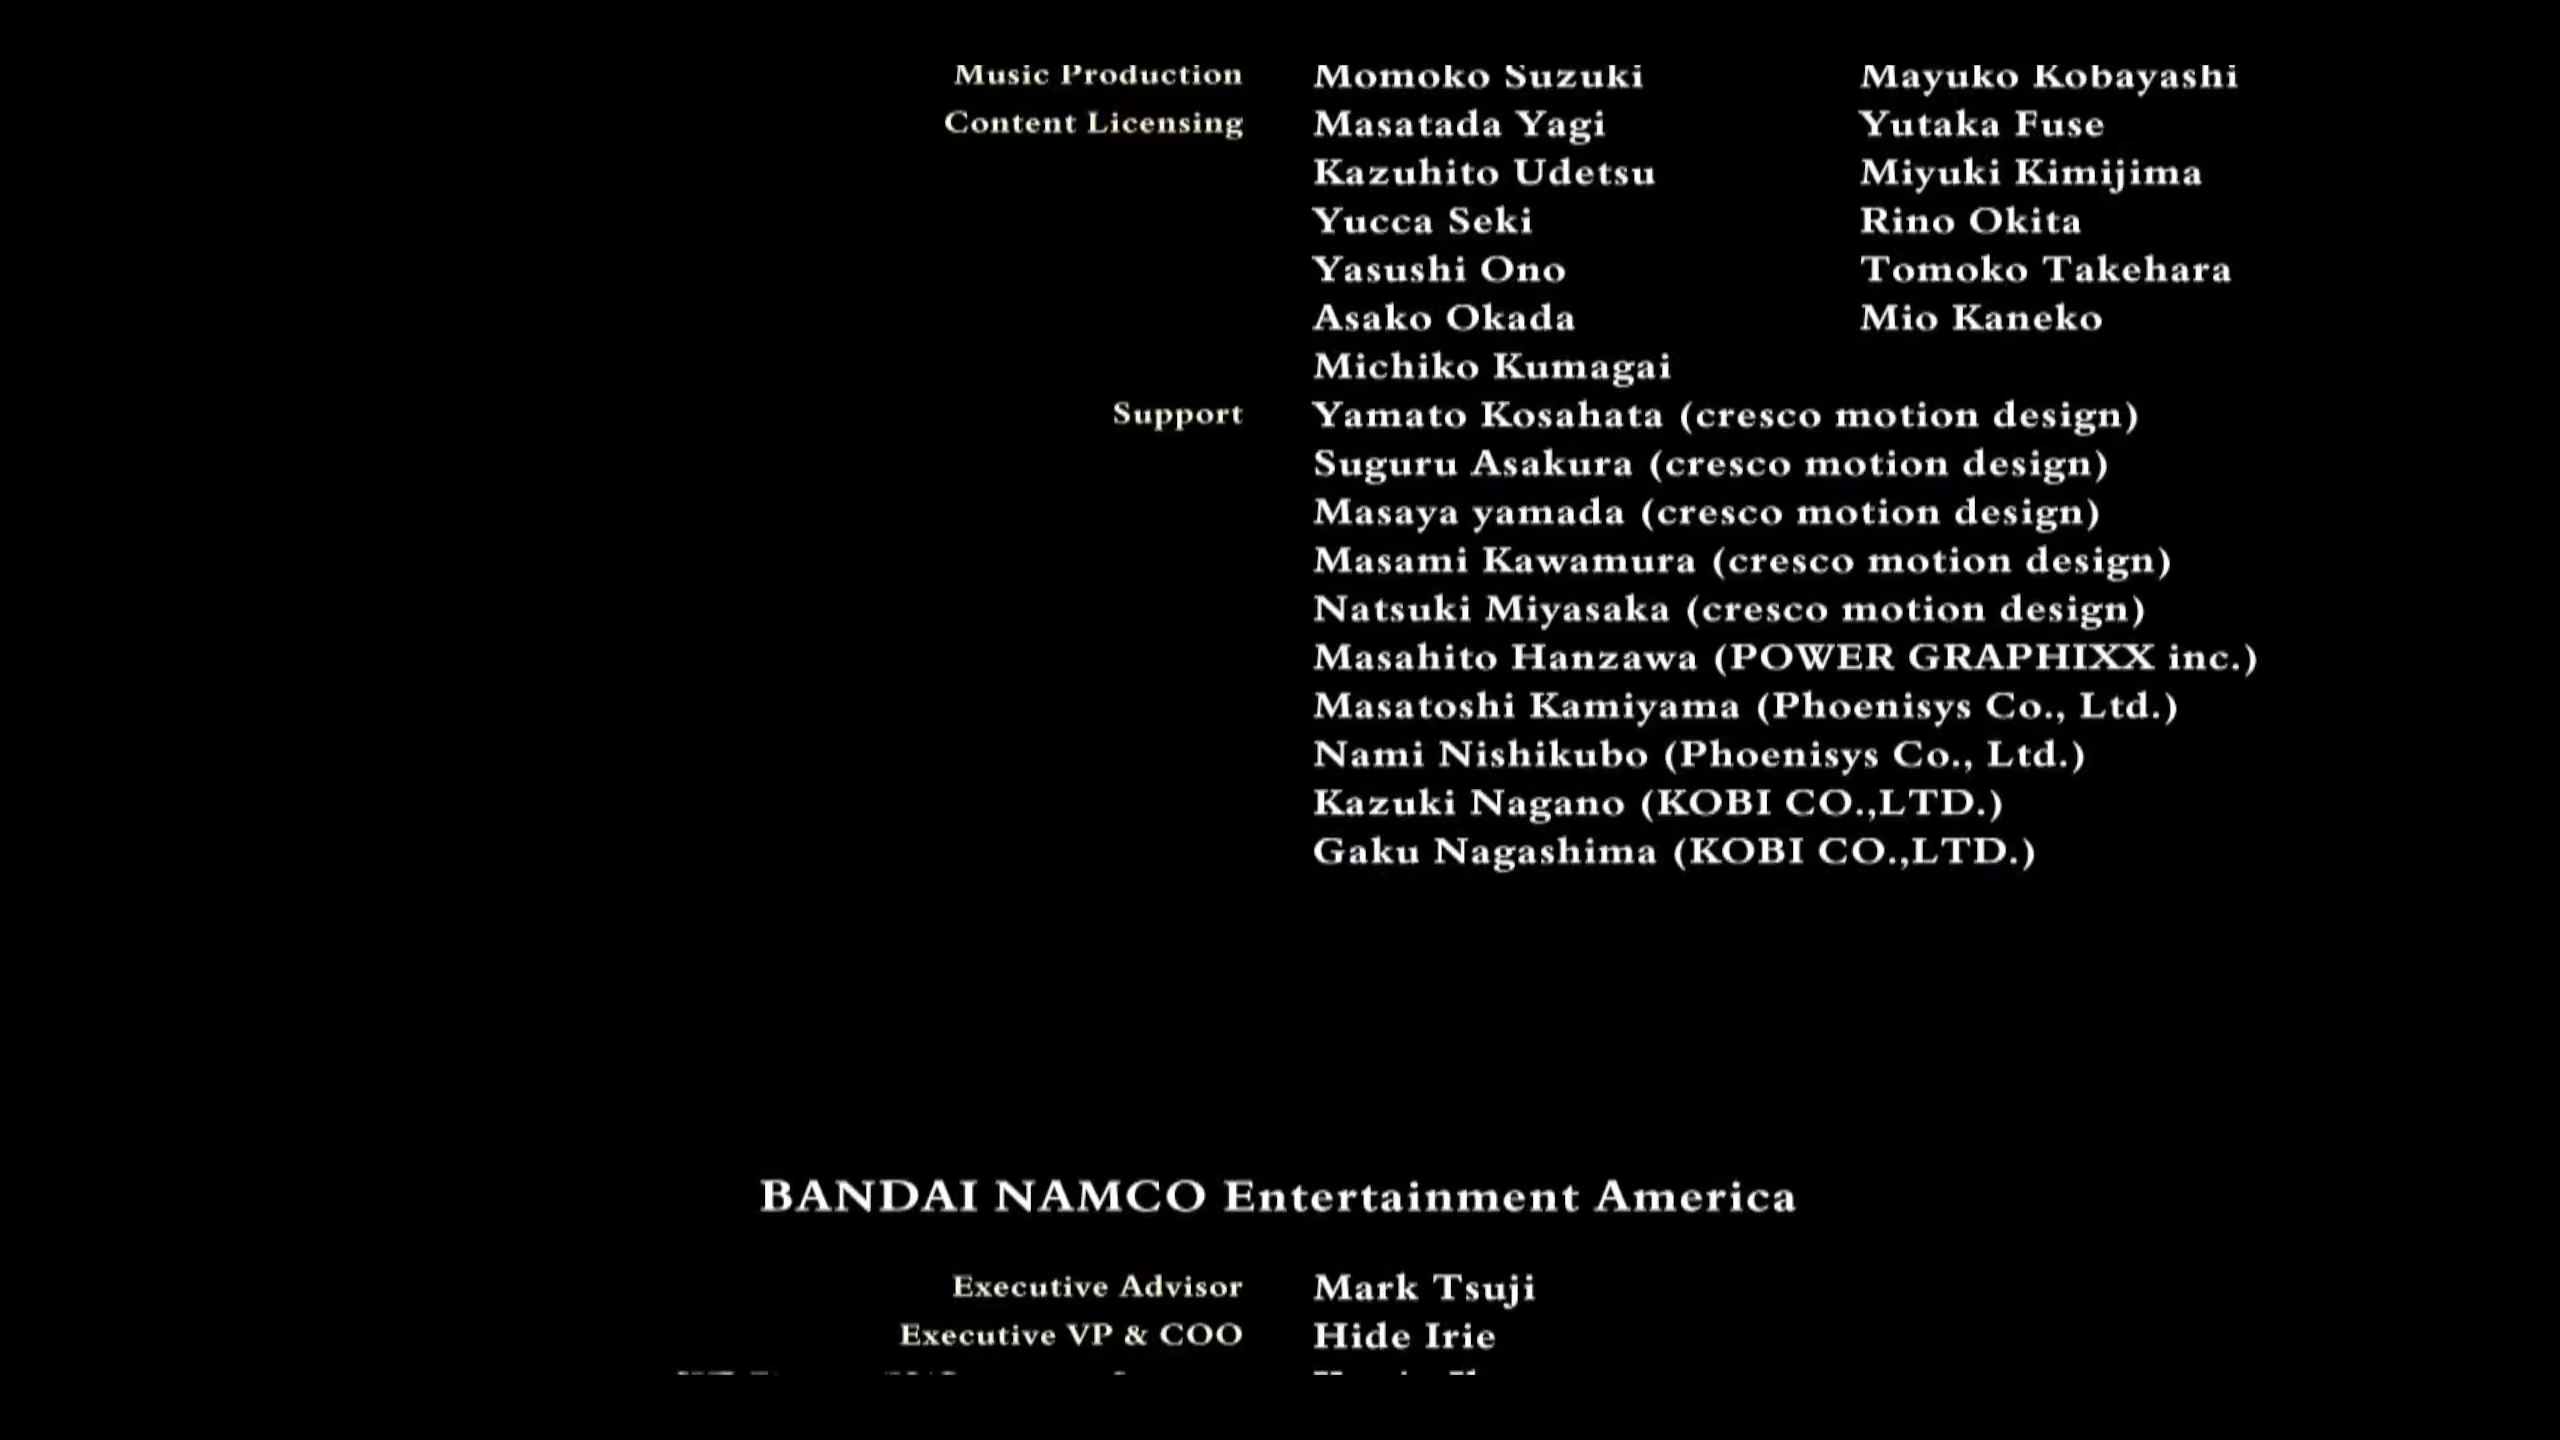 Music Production Momoko Suzuki Mayuko Kobayashi
Content Licensing Masatada Yagi Yutaka Fuse
Kazuhito Udetsu Miyuki Kimijima
Yucca Seki Rino Okita
Yasushi Ono Tomoko Takehara
Asako Okada Mio Kaneko
Michiko Kumagai
Support Yamato Kosahata (cresco motion design)
Suguru Asakura (cresco motion design)
Masaya yamada (cresco motion design)
Masami Kawamura (cresco motion design)
Natsuki Miyasaka (cresco motion design)
Masahito Hanzawa (POWER GRAPHIXX inc.)
Masatoshi Kamiyama (Phoenisys Co., Ltd.)
Nami Nishikubo (Phoenisys Co., Ltd.)
Kazuki Nagano (KOBI CO.,LTD.)
Gaku Nagashima (KOBI CO.,LTD.)
BANDAI NAMCO Entertainment America
Executive Advisor Mark Tsuji
Executive VP & COO Hide Irie